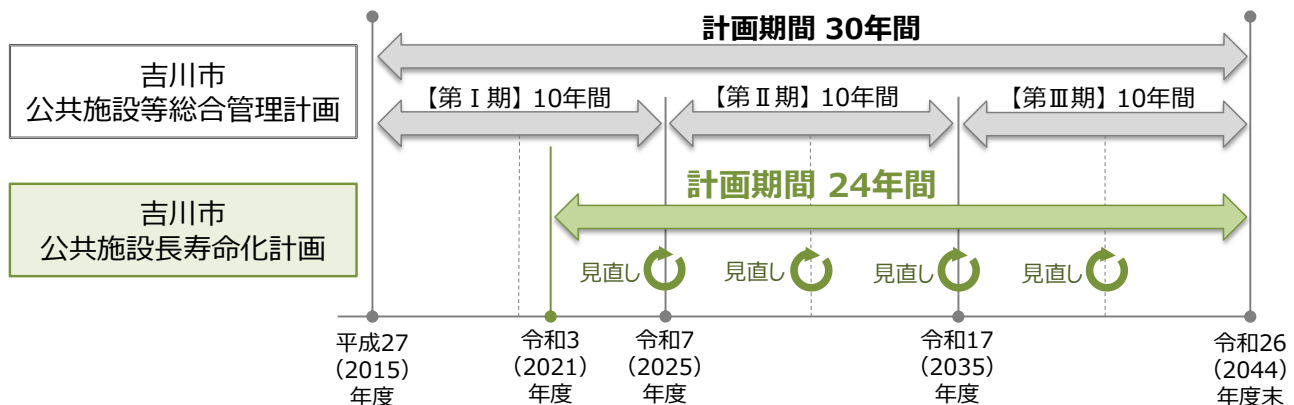 計画期間 30年間
吉川市
公共施設等総合管理計画
【第Ⅰ期】10年間
【第Ⅱ期】10年間
【第Ⅲ期】10年間
計画期間 24年間
吉川市
公共施設長寿命化計画
見直し
見直し
見直し
見直し
平成27
（2015）
年度
令和3
（2021）
年度
令和7
（2025）
年度
令和17
（2035）
年度
令和26
（2044）
年度末